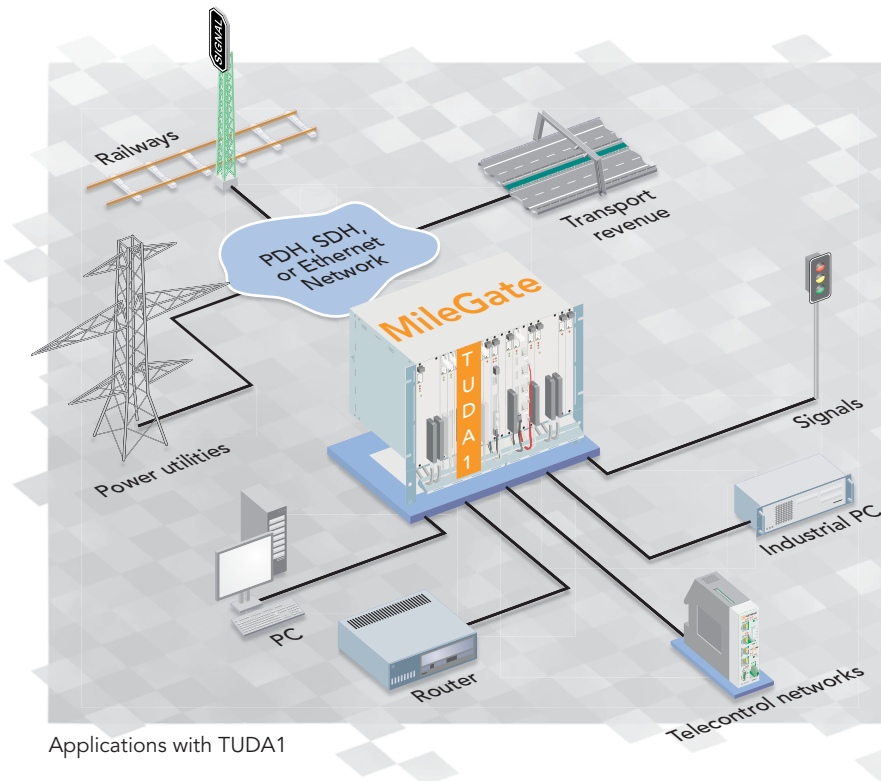 SIGNAL
Railways
Transport
revenue
PDH, SDH,
or Ethernet
Network
MileGate
TUDA1
Power utilities
Signals
Industrial PC
PC
Router
Telecontrol networks
Applications with TUDA1